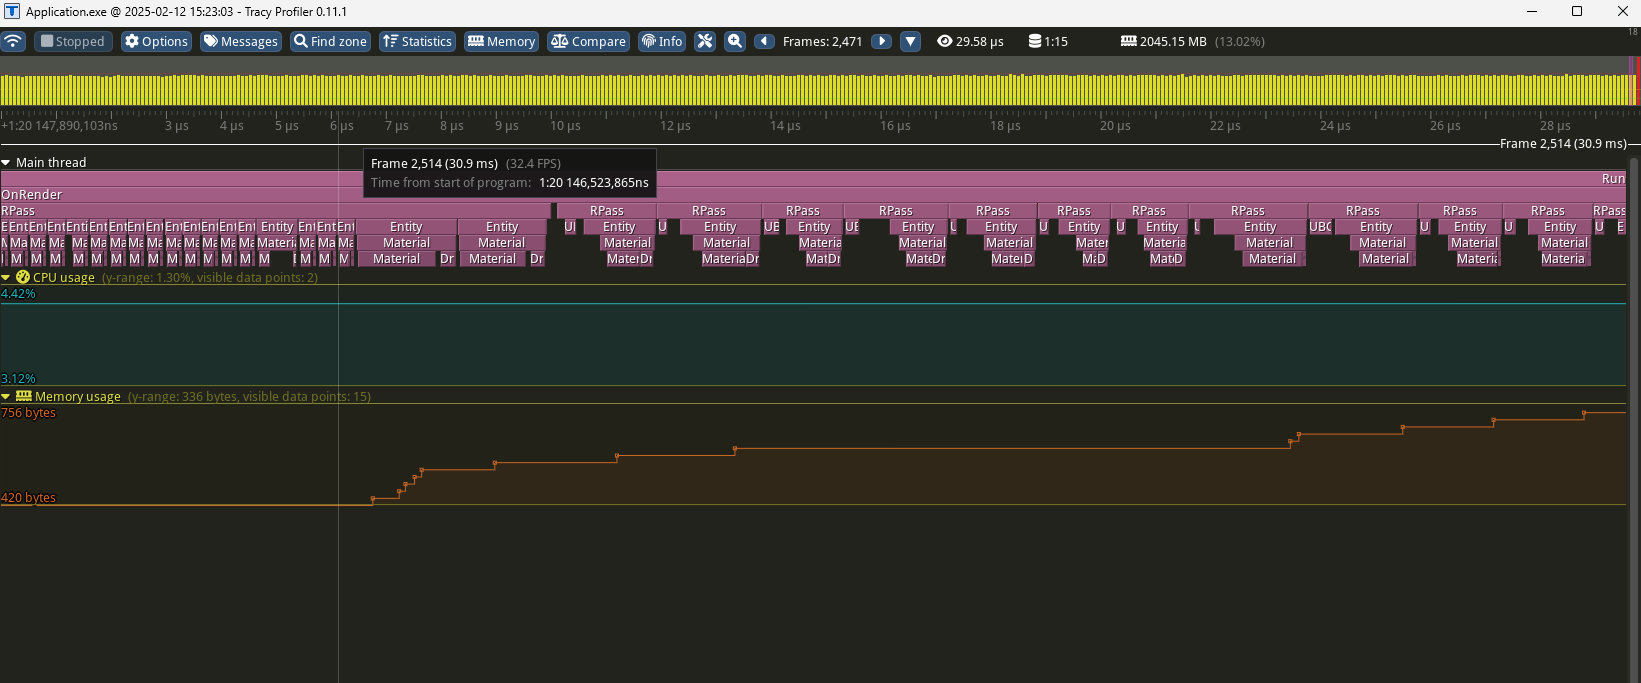 Application.exe @ 2025-02-12 15:23:03 - Tracy Profiler 0.11.1
Stopped Options Messages Find zone Statistics Memory Compare Info Frames: 2,471 29.58 µs 1:15 2045.15 MB (13.02%) 18
+1:20 147,890,103ns 3 µs 4 µs 5 µs 6 µs 7 µs 8 µs 9 µs 10 µs 12 µs 14 µs 16 µs 18 µs 20 µs 22 µs 24 µs 26 µs 28 µs
Frame 2,514 (30.9 ms)
Main thread
Frame 2,514 (30.9 ms) (32.4 FPS)
Time from start of program: 1:20 146,523,865ns
Run
OnRender
RPass RPass RPass RPass RPass RPass RPass RPass RPass RPass RPass RPass RPass
Entity Entity Entity Entity Entity Entity Entity Entity Entity Entity Entity Entity Entity Entity
Material Material Material Material Material Material Material Material Material Material
Material Material Material Material
CPU usage (y-range: 1.30%, visible data points: 2)
4.42%
3.12%
Memory usage (y-range: 336 bytes, visible data points: 15)
756 bytes
420 bytes